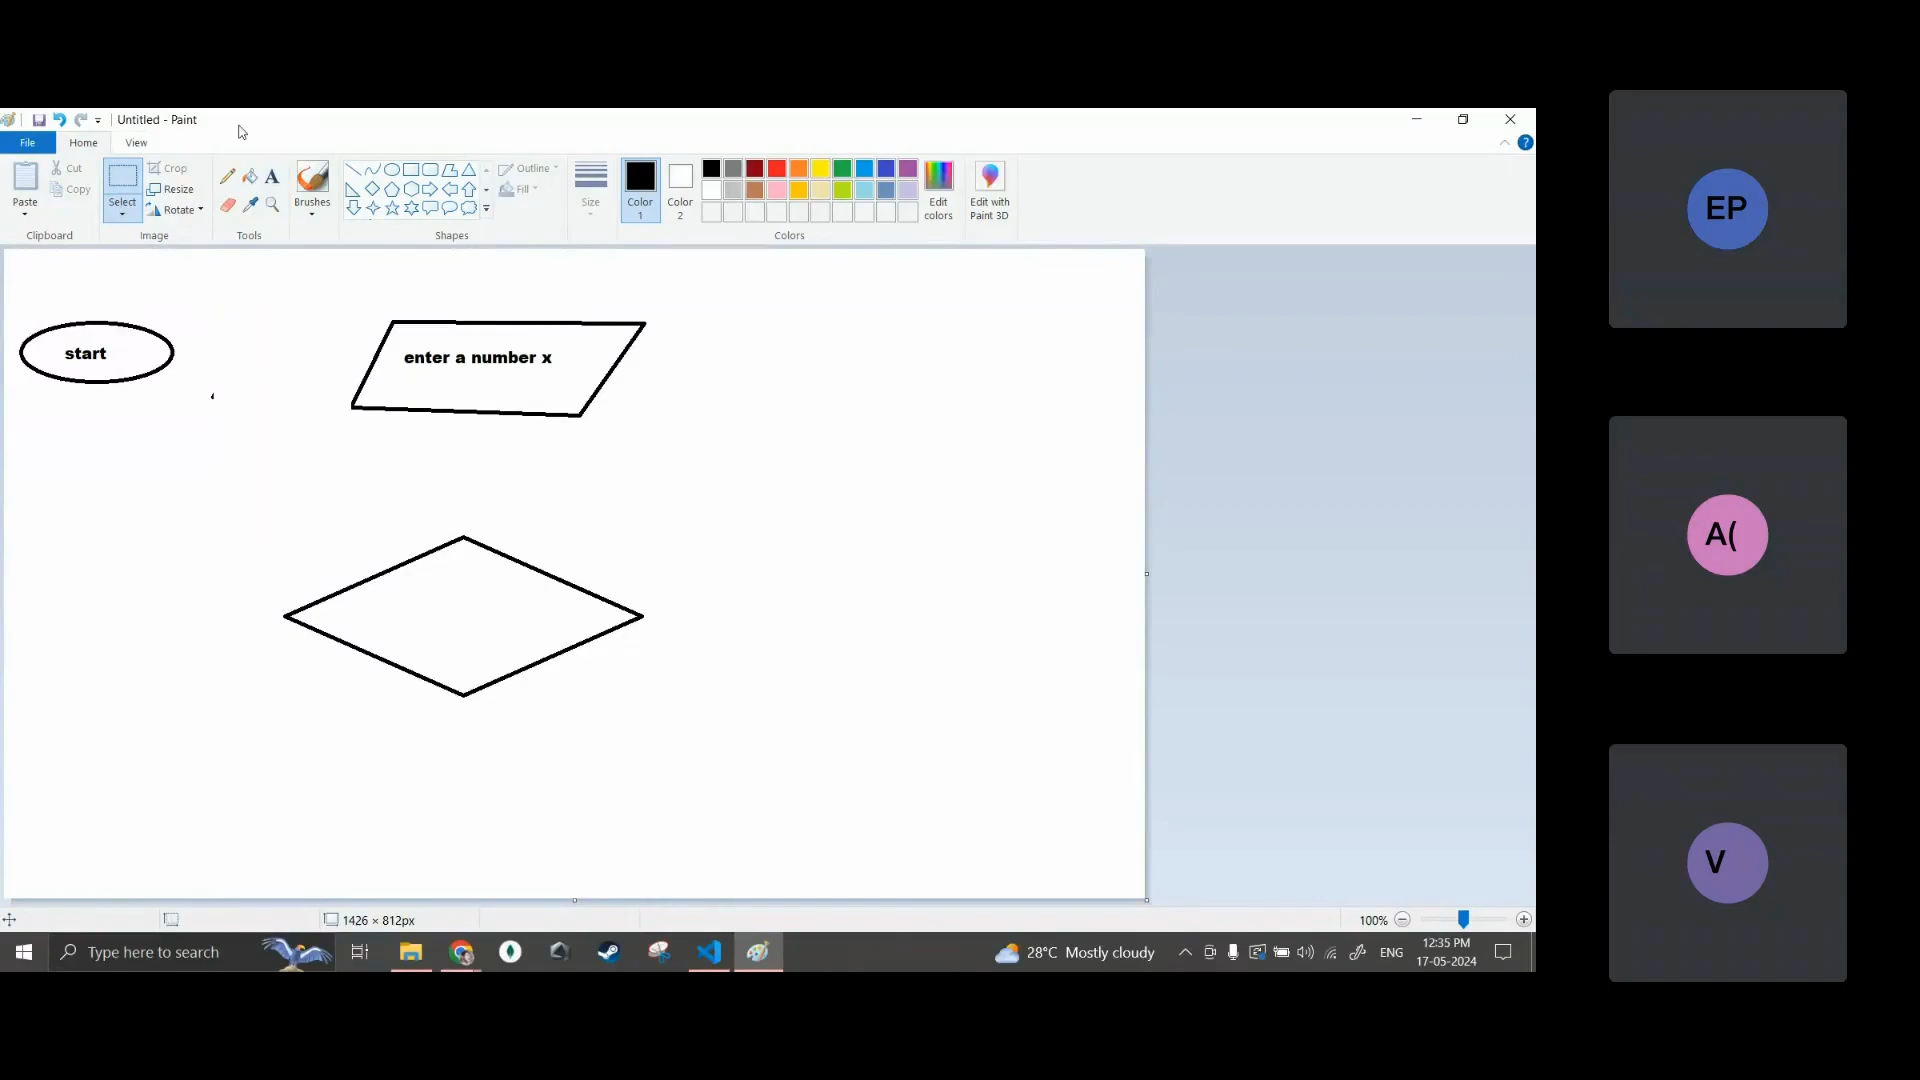 Untitled - Paint
File Home View
Paste
Cut
Copy
Clipboard
Select
Crop
Resize
Rotate
Image
A
Tools
Brushes
Shapes
Outline
Fill
Size
Color 1
Color 2
Colors
Edit colors
Edit with Paint 3D
?
start
enter a number x
1426 × 812px
100%
Type here to search
28°C Mostly cloudy
ENG
12:35 PM
17-05-2024
EP
A(
V